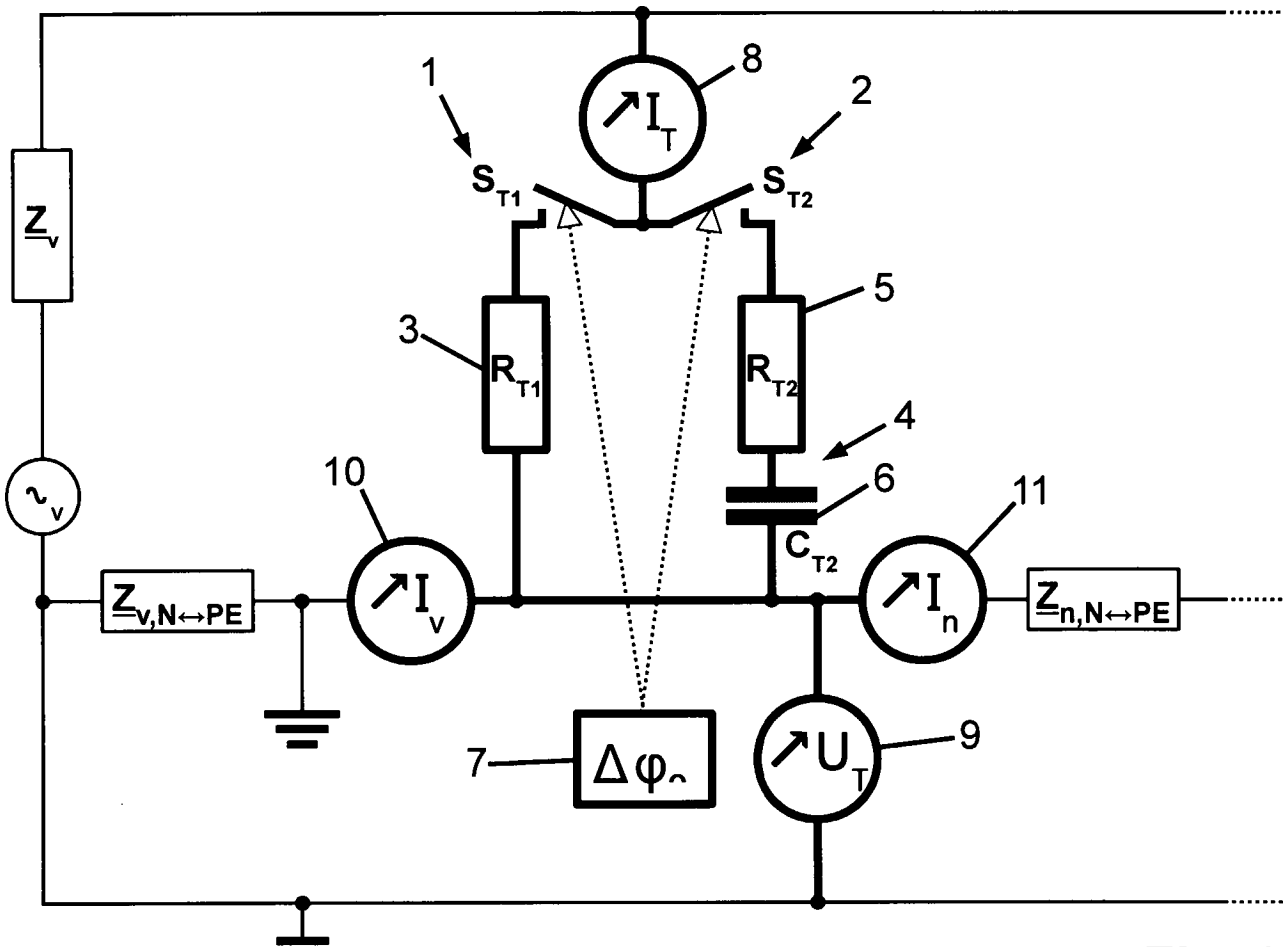 8
1
2
I_T
S_T1
S_T2
Z_v
5
3
R_T1
R_T2
4
10
6
11
~v
C_T2
Z_v,N↔PE
I_v
I_n
Z_n,N↔PE
9
7
Δφ
U_T